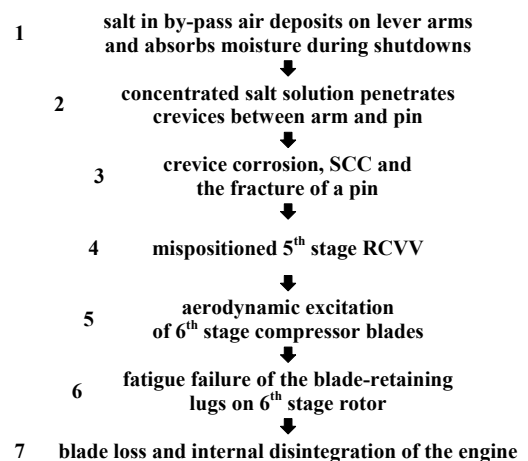 1 salt in by-pass air deposits on lever arms
and absorbs moisture during shutdowns
2 concentrated salt solution penetrates
crevices between arm and pin
3 crevice corrosion, SCC and
the fracture of a pin
4 mispositioned 5th stage RCVV
5 aerodynamic excitation
of 6th stage compressor blades
6 fatigue failure of the blade-retaining
lugs on 6th stage rotor
7 blade loss and internal disintegration of the engine